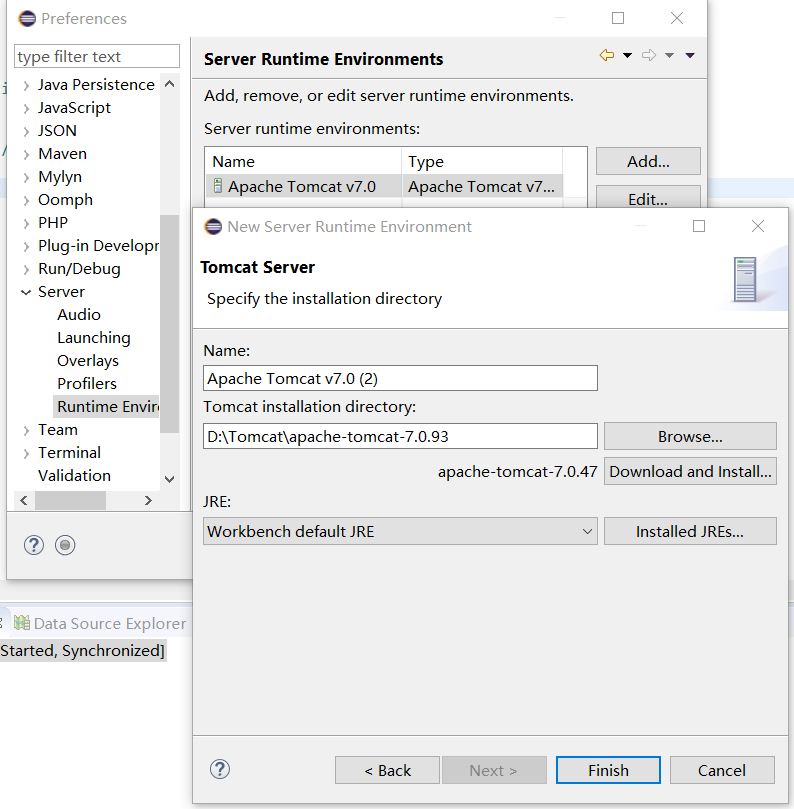 Preferences
type filter text
Java Persistence
JavaScript
JSON
Maven
Mylyn
Oomph
PHP
Plug-in Develop
Run/Debug
Server
Audio
Launching
Overlays
Profilers
Runtime Envir
Team
Terminal
Validation
Server Runtime Environments
Add, remove, or edit server runtime environments.
Server runtime environments:
Name Type
Apache Tomcat v7.0 Apache Tomcat v7...
Add...
Edit...
New Server Runtime Environment
Tomcat Server
Specify the installation directory
Name:
Apache Tomcat v7.0 (2)
Tomcat installation directory:
D:\Tomcat\apache-tomcat-7.0.93 Browse...
apache-tomcat-7.0.47 Download and Install...
JRE:
Workbench default JRE Installed JREs...
< Back Next > Finish Cancel
Data Source Explorer
Started, Synchronized]